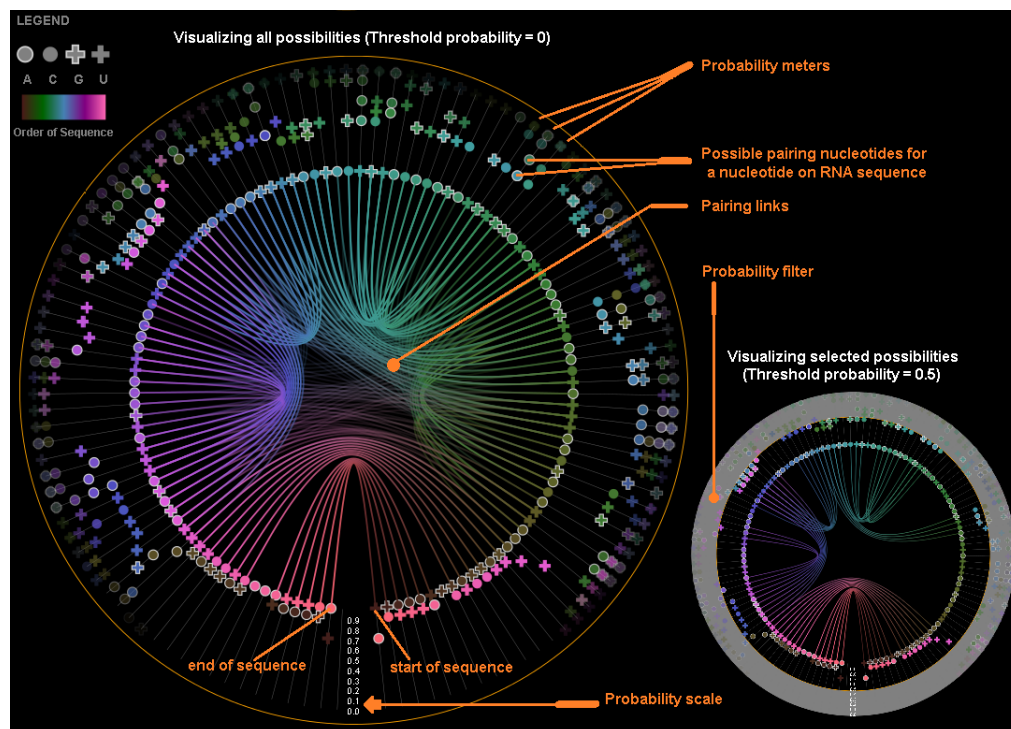 LEGEND
A C G U
Order of Sequence
Visualizing all possibilities (Threshold probability = 0)
Probability meters
Possible pairing nucleotides for
a nucleotide on RNA sequence
Pairing links
Probability filter
Visualizing selected possibilities
(Threshold probability = 0.5)
end of sequence
start of sequence
0.9
0.8
0.7
0.6
0.5
0.4
0.3
0.2
0.1
0.0
Probability scale